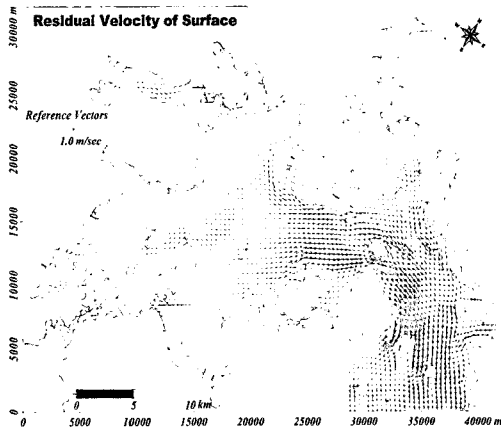 Residual Velocity of Surface
30000 m
25000
20000
15000
10000
5000
0
Reference Vectors
1.0 m/sec
0 5 10 km
0 5000 10000 15000 20000 25000 30000 35000 40000 m